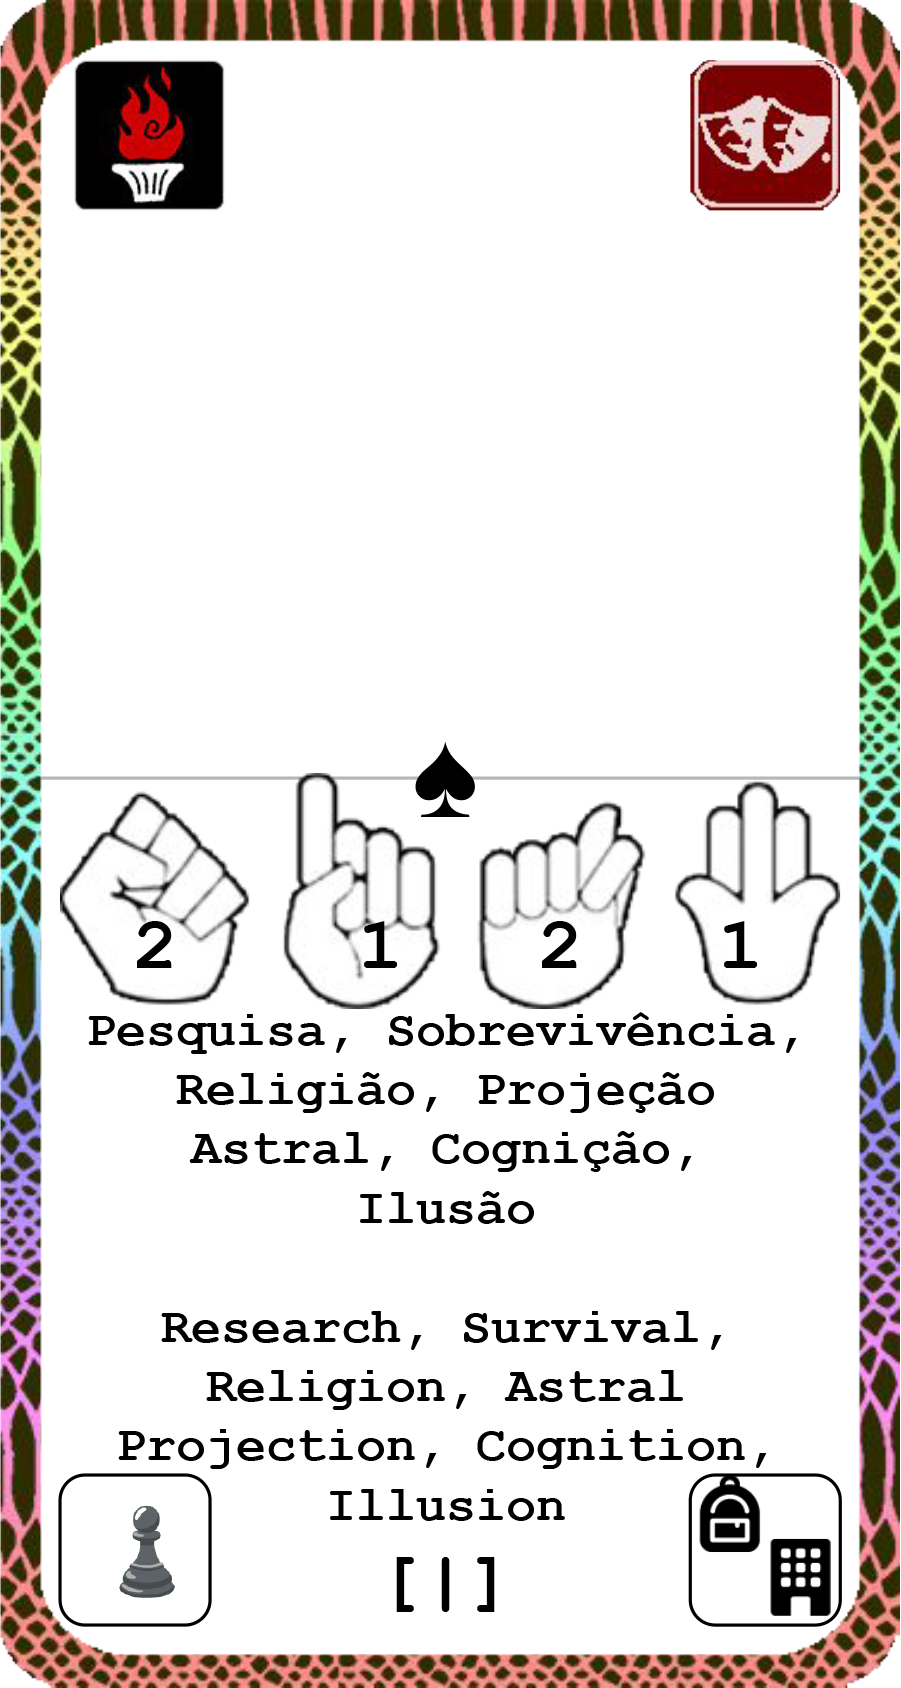 2 1 2 1
Pesquisa, Sobrevivência,
Religião, Projeção
Astral, Cognição,
Ilusão
Research, Survival,
Religion, Astral
Projection, Cognition,
Illusion
[|]